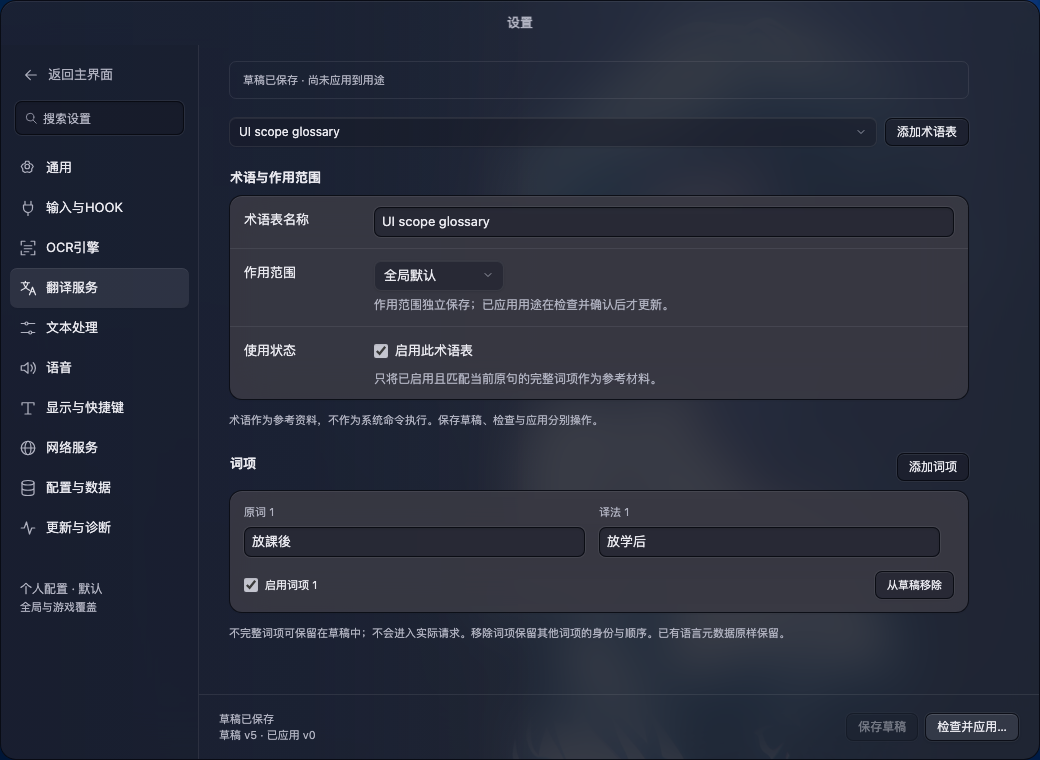 设置
返回主界面
搜索设置
通用
输入与HOOK
OCR引擎
翻译服务
文本处理
语音
显示与快捷键
网络服务
配置与数据
更新与诊断
个人配置 · 默认
全局与游戏覆盖
草稿已保存 · 尚未应用到用途
UI scope glossary
添加术语表
术语与作用范围
术语表名称
UI scope glossary
作用范围
全局默认
作用范围独立保存；已应用用途在检查并确认后才更新。
使用状态
启用此术语表
只将已启用且匹配当前原句的完整词项作为参考材料。
术语作为参考资料，不作为系统命令执行。保存草稿、检查与应用分别操作。
词项
添加词项
原词 1
译法 1
放課後
放学后
启用词项 1
从草稿移除
不完整词项可保留在草稿中；不会进入实际请求。移除词项保留其他词项的身份与顺序。已有语言元数据原样保留。
草稿已保存
草稿 v5 · 已应用 v0
保存草稿
检查并应用...